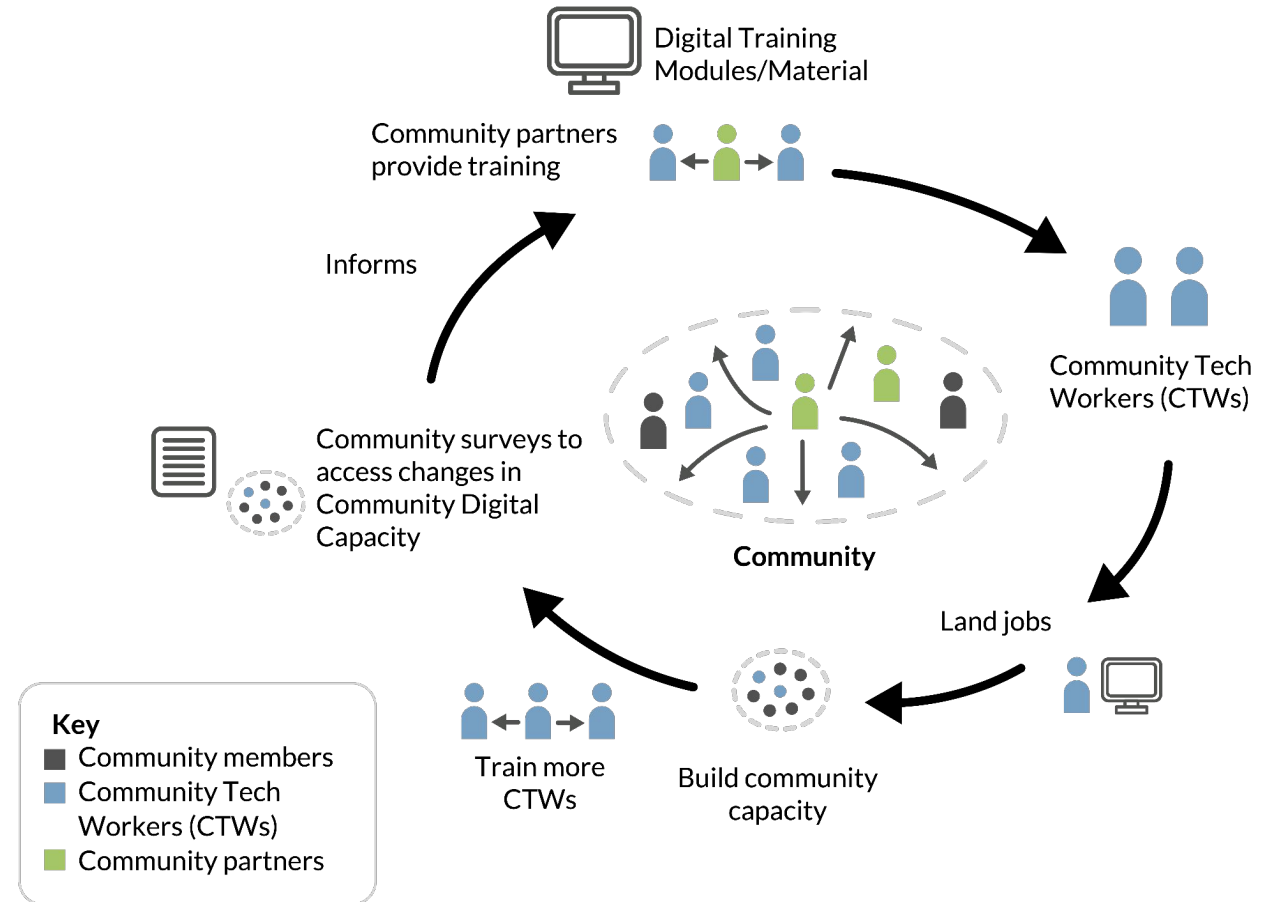 Digital Training
Modules/Material
Community partners
provide training
Informs
Community Tech
Workers (CTWs)
Community surveys to
access changes in
Community Digital
Capacity
Community
Land jobs
Train more
CTWs
Build community
capacity
Key
Community members
Community Tech
Workers (CTWs)
Community partners